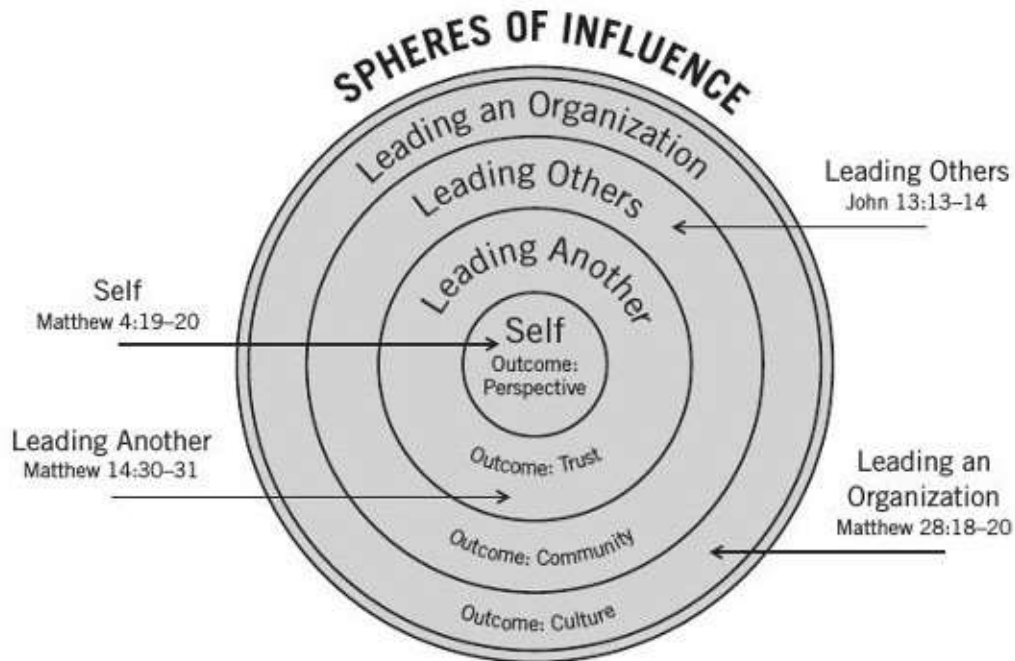 SPHERES OF INFLUENCE
Leading an Organization
Leading Others
Leading Another
Self
Outcome:
Perspective
Outcome: Trust
Outcome: Community
Outcome: Culture
Self
Matthew 4:19–20
Leading Another
Matthew 14:30–31
Leading Others
John 13:13–14
Leading an
Organization
Matthew 28:18–20